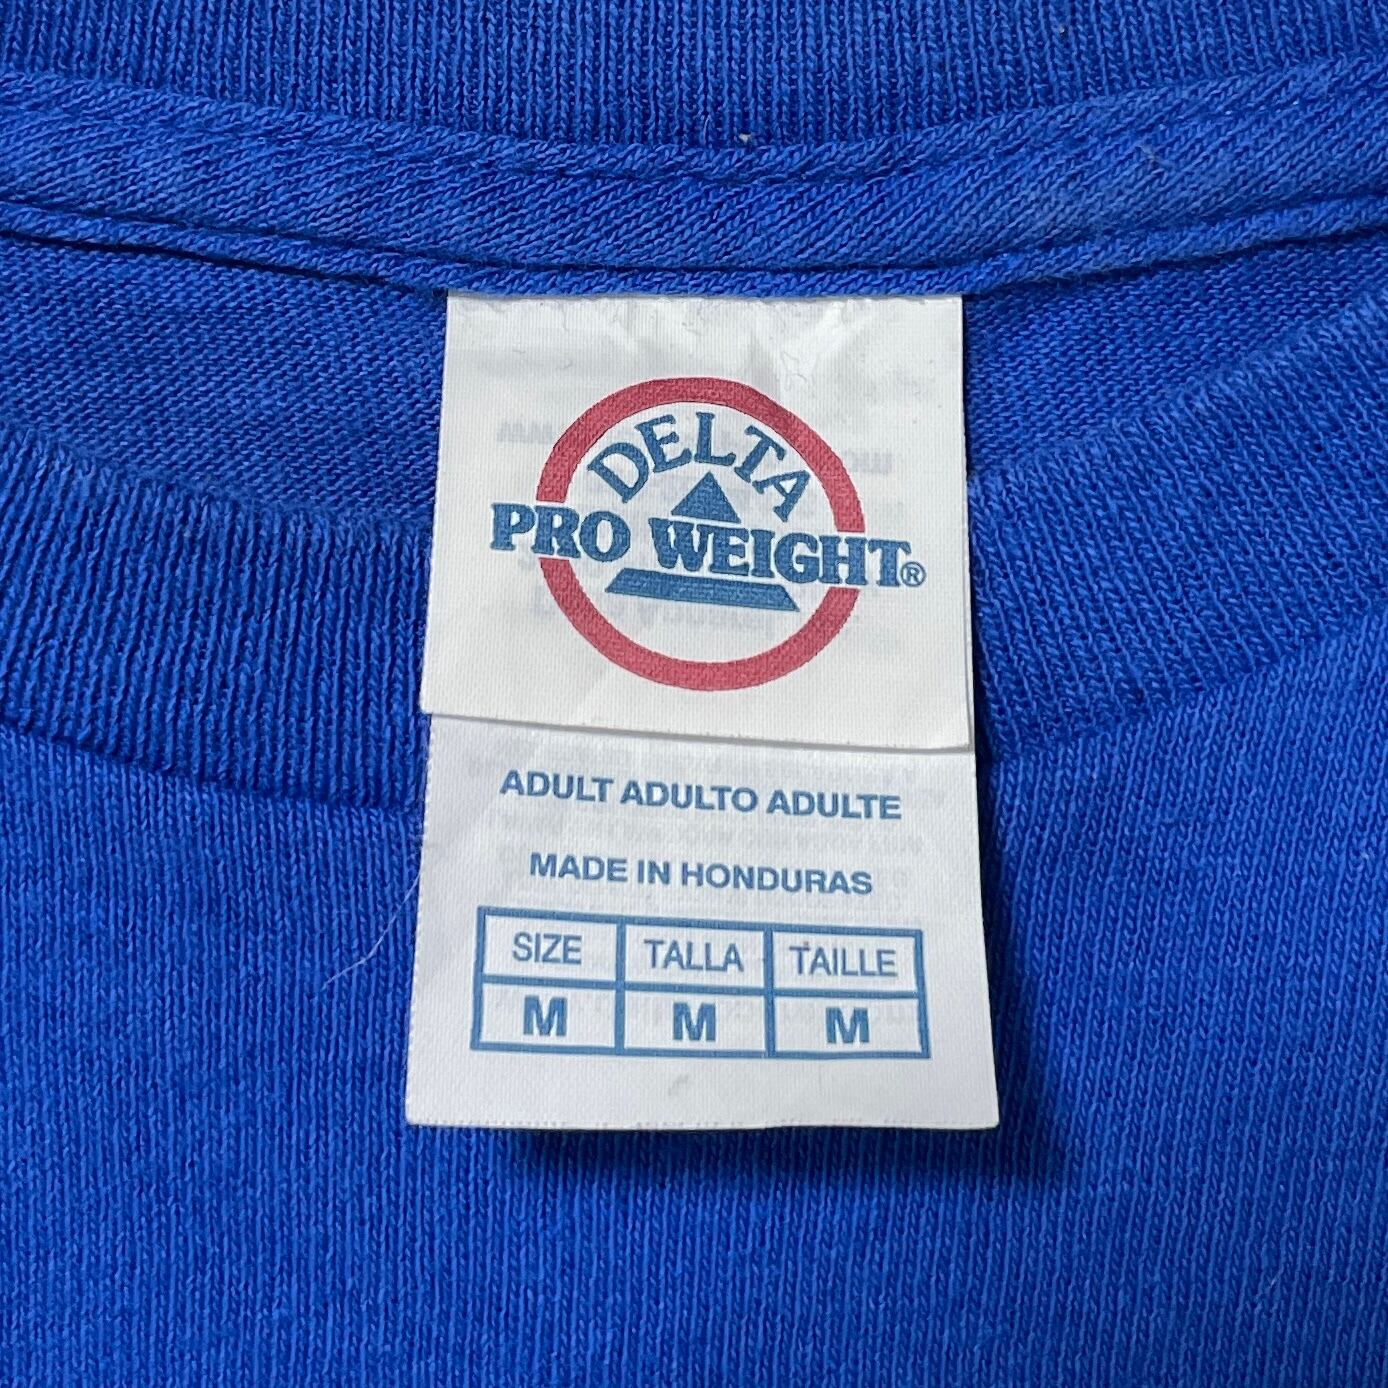 DELTA
PRO WEIGHT®
ADULT ADULTO ADULTE
MADE IN HONDURAS
SIZE TALLA TAILLE
M M M